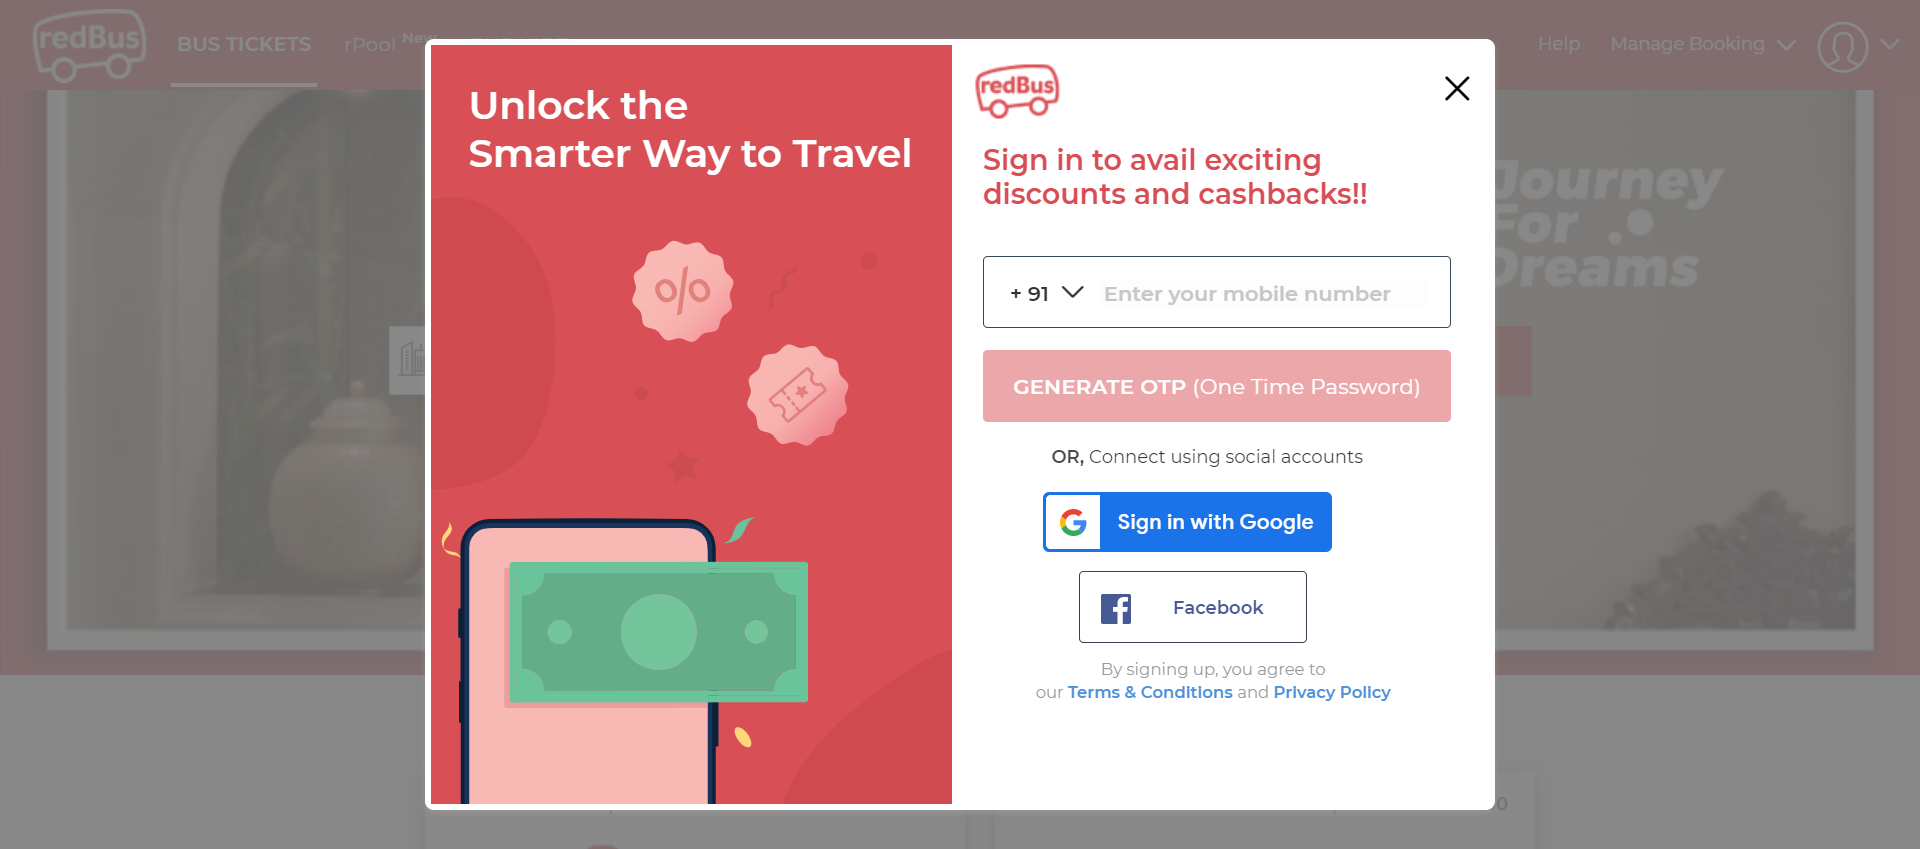 redBus
BUS TICKETS
rPool New
Help
Manage Booking
Journey
For
Dreams
Unlock the
Smarter Way to Travel
%
redBus
Sign in to avail exciting
discounts and cashbacks!!
+ 91
Enter your mobile number
GENERATE OTP (One Time Password)
OR, Connect using social accounts
G
Sign in with Google
f
Facebook
By signing up, you agree to
our Terms & Conditions and Privacy Policy